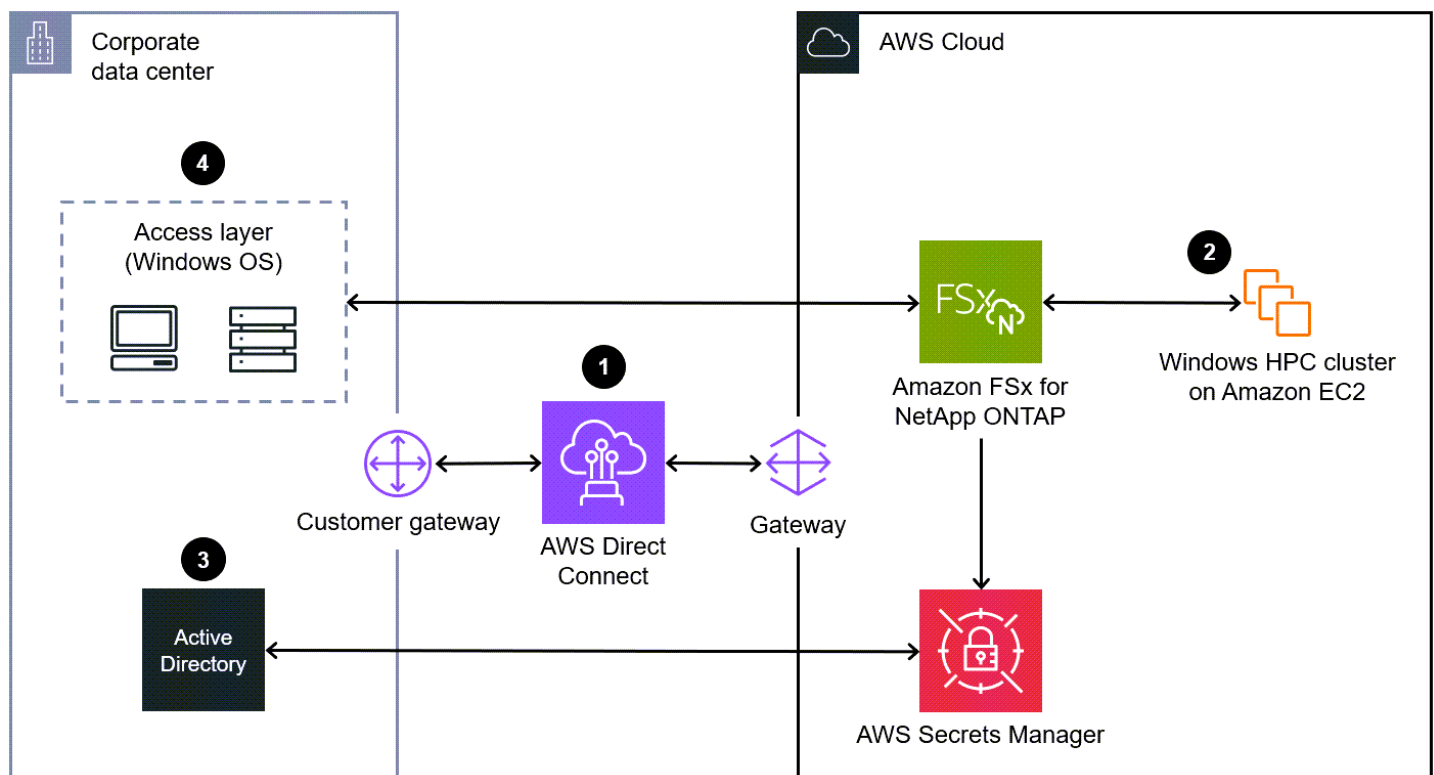 Corporate
data center
AWS Cloud
4
Access layer
(Windows OS)
2
FSx
N
Windows HPC cluster
on Amazon EC2
1
Amazon FSx for
NetApp ONTAP
Customer gateway
AWS Direct
Connect
Gateway
3
Active
Directory
AWS Secrets Manager